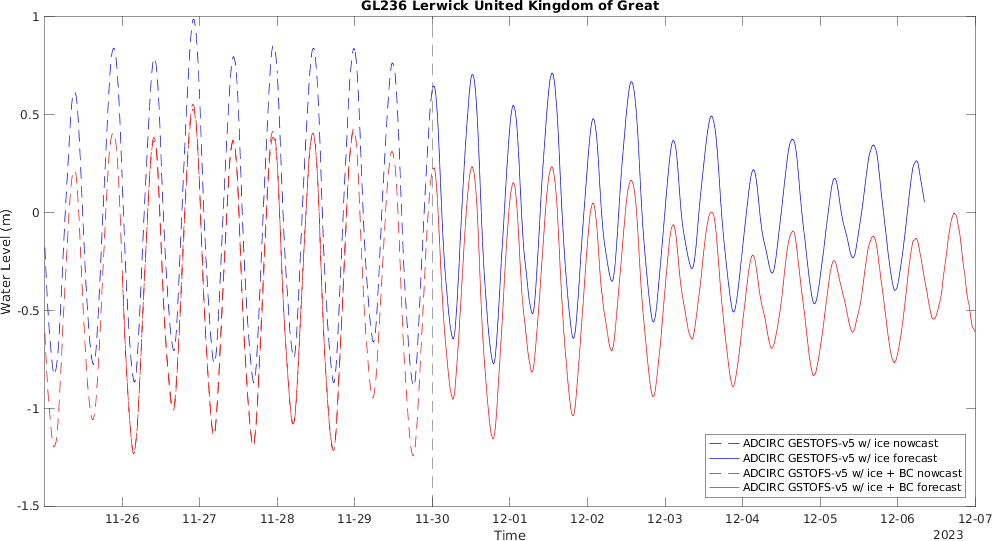 GL236 Lerwick United Kingdom of Great
Water Level (m)
1
0.5
0
-0.5
-1
-1.5
ADCIRC GESTOFS-v5 w/ ice nowcast
ADCIRC GESTOFS-v5 w/ ice forecast
ADCIRC GSTOFS-v5 w/ ice + BC nowcast
ADCIRC GSTOFS-v5 w/ ice + BC forecast
11-26 11-27 11-28 11-29 11-30 12-01 12-02 12-03 12-04 12-05 12-06 12-07
Time
2023